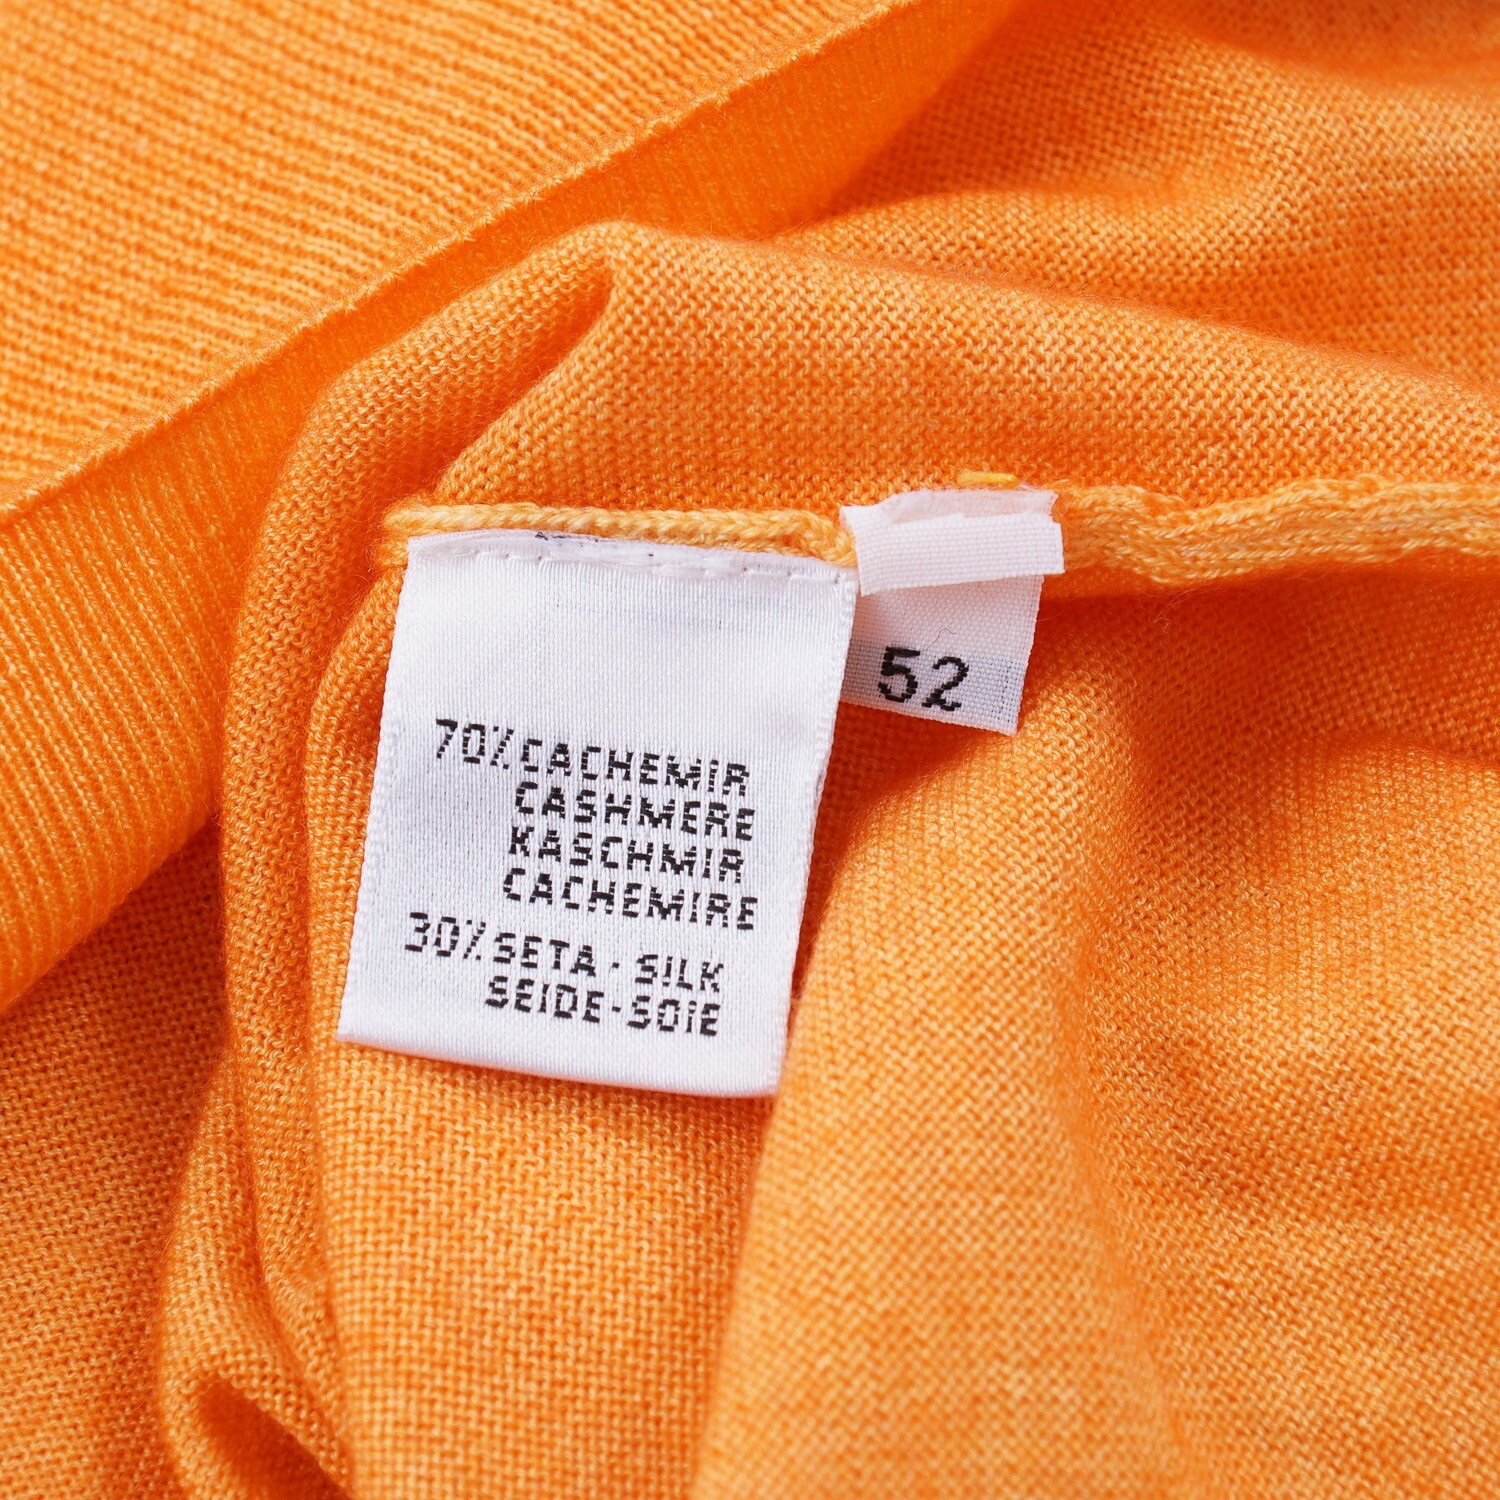 52
70% CACHEMIR
CASHMERE
KASCHMIR
CACHEMIRE
30% SETA · SILK
SEIDE-SOIE